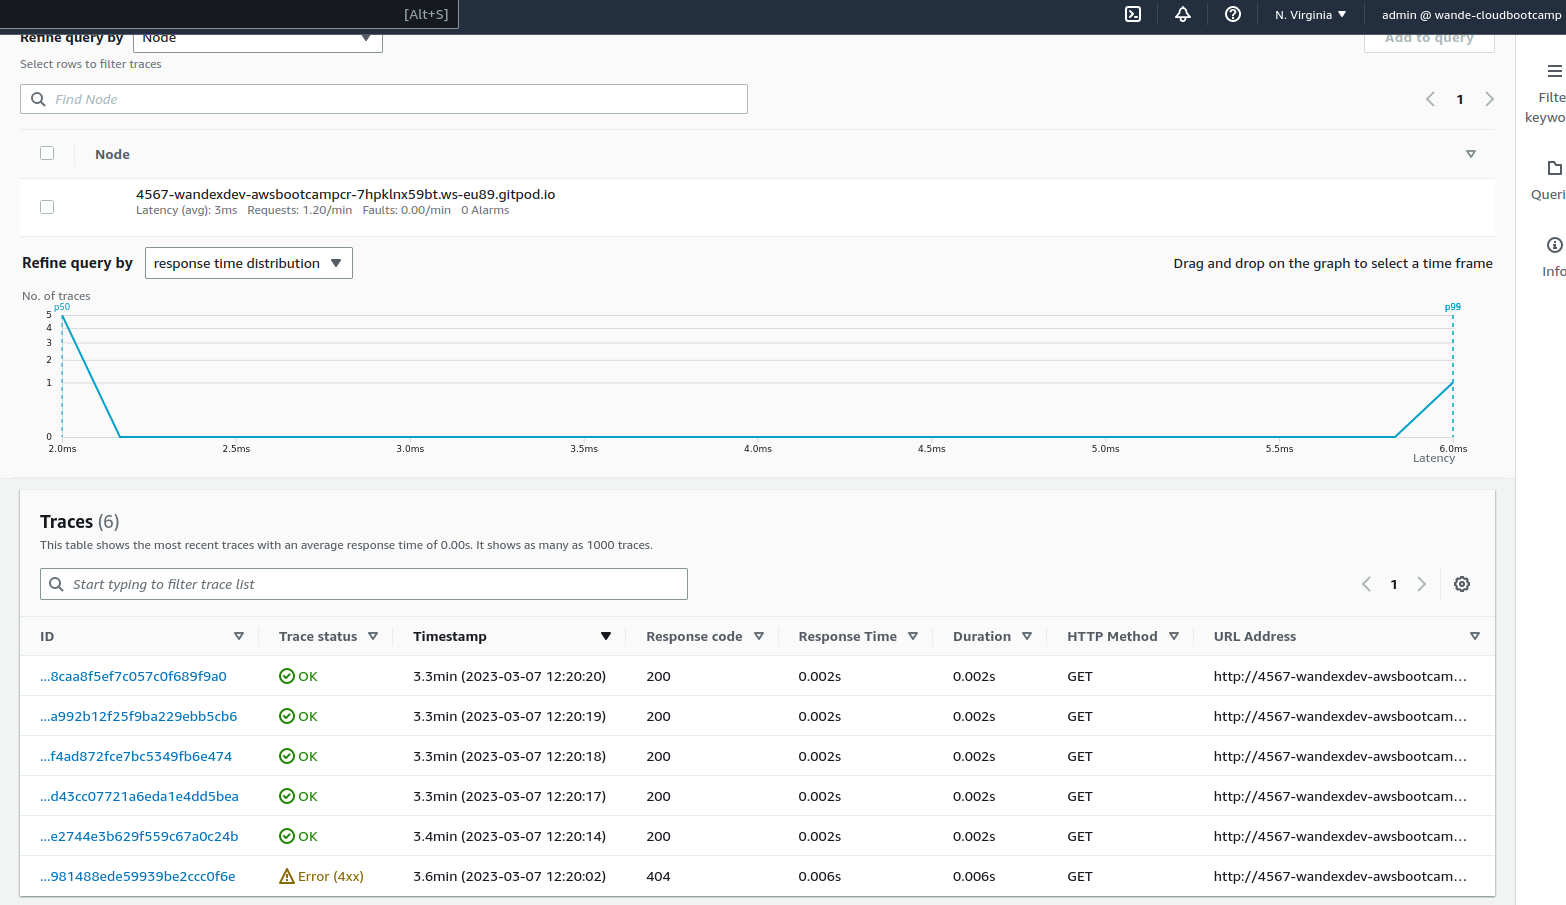 [Alt+S]
N. Virginia
admin @ wande-cloudbootcamp
Refine query by
Node
Add to query
Select rows to filter traces
Find Node
1
Filte
keywo
Node
4567-wandexdev-awsbootcampcr-7hpklnx59bt.ws-eu89.gitpod.io
Latency (avg): 3ms Requests: 1.20/min Faults: 0.00/min 0 Alarms
Queri
Refine query by response time distribution Drag and drop on the graph to select a time frame
Info
No. of traces
p50
5
4
3
2
1
0
2.0ms 2.5ms 3.0ms 3.5ms 4.0ms 4.5ms 5.0ms 5.5ms 6.0ms
Latency
Traces (6)
This table shows the most recent traces with an average response time of 0.00s. It shows as many as 1000 traces.
Start typing to filter trace list
1
ID Trace status Timestamp Response code Response Time Duration HTTP Method URL Address
...8caa8f5ef7c057c0f689f9a0 OK 3.3min (2023-03-07 12:20:20) 200 0.002s 0.002s GET http://4567-wandexdev-awsbootcam...
...a992b12f25f9ba229ebb5cb6 OK 3.3min (2023-03-07 12:20:19) 200 0.002s 0.002s GET http://4567-wandexdev-awsbootcam...
...f4ad872fce7bc5349fb6e474 OK 3.3min (2023-03-07 12:20:18) 200 0.002s 0.002s GET http://4567-wandexdev-awsbootcam...
...d43cc07721a6eda1e4dd5bea OK 3.3min (2023-03-07 12:20:17) 200 0.002s 0.002s GET http://4567-wandexdev-awsbootcam...
...e2744e3b629f559c67a0c24b OK 3.4min (2023-03-07 12:20:14) 200 0.002s 0.002s GET http://4567-wandexdev-awsbootcam...
...981488ede59939be2ccc0f6e Error (4xx) 3.6min (2023-03-07 12:20:02) 404 0.006s 0.006s GET http://4567-wandexdev-awsbootcam...